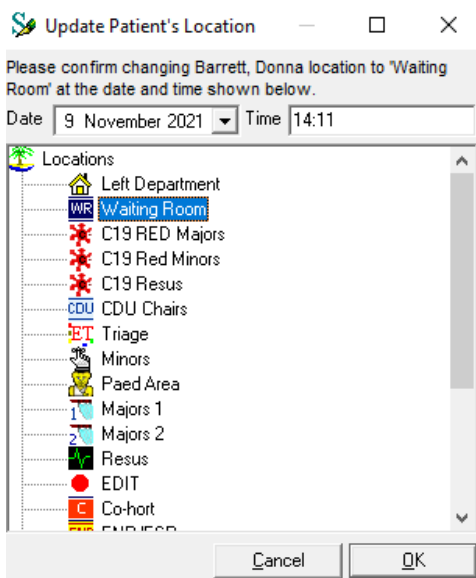 Update Patient's Location
Please confirm changing Barrett, Donna location to 'Waiting
Room' at the date and time shown below.
Date 9 November 2021 Time 14:11
Locations
Left Department
WR Waiting Room
C19 RED Majors
C19 Red Minors
C19 Resus
CDU CDU Chairs
ET Triage
Minors
Paed Area
1 Majors 1
2 Majors 2
Resus
EDIT
C Co-hort
Cancel OK